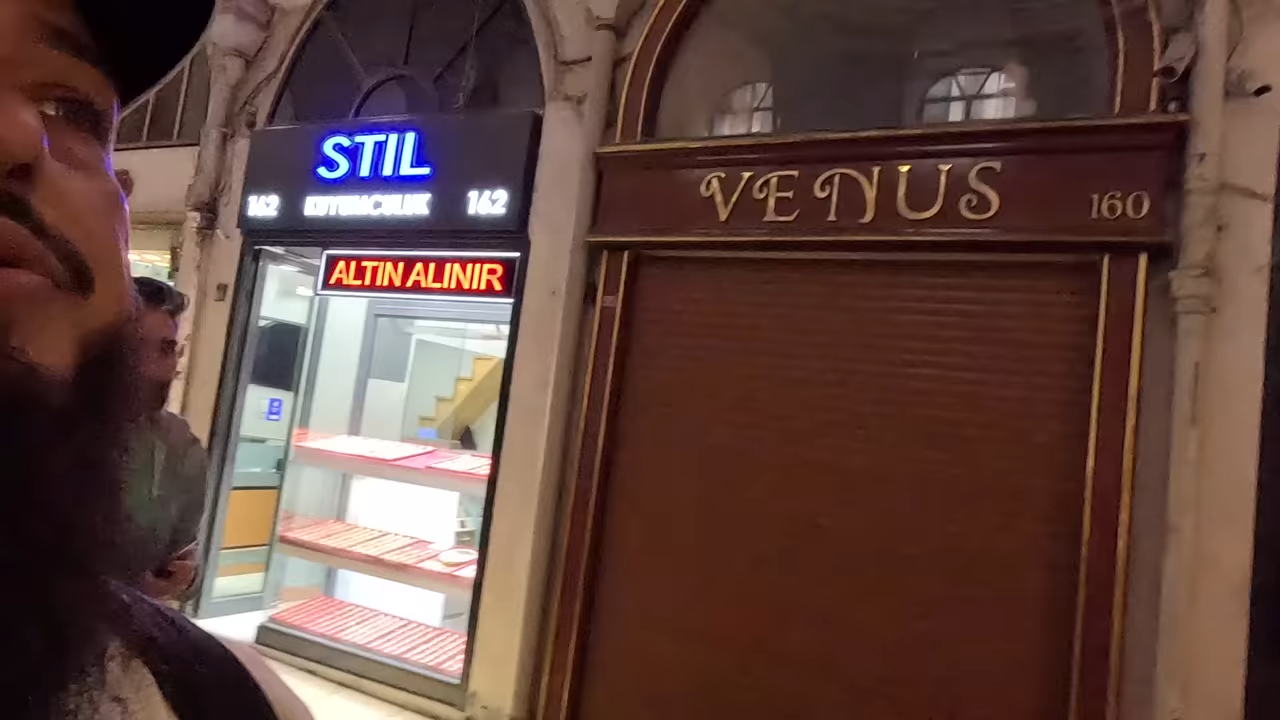 STIL
162 KUYUMCULUK 162
ALTIN ALINIR
VENUS
160